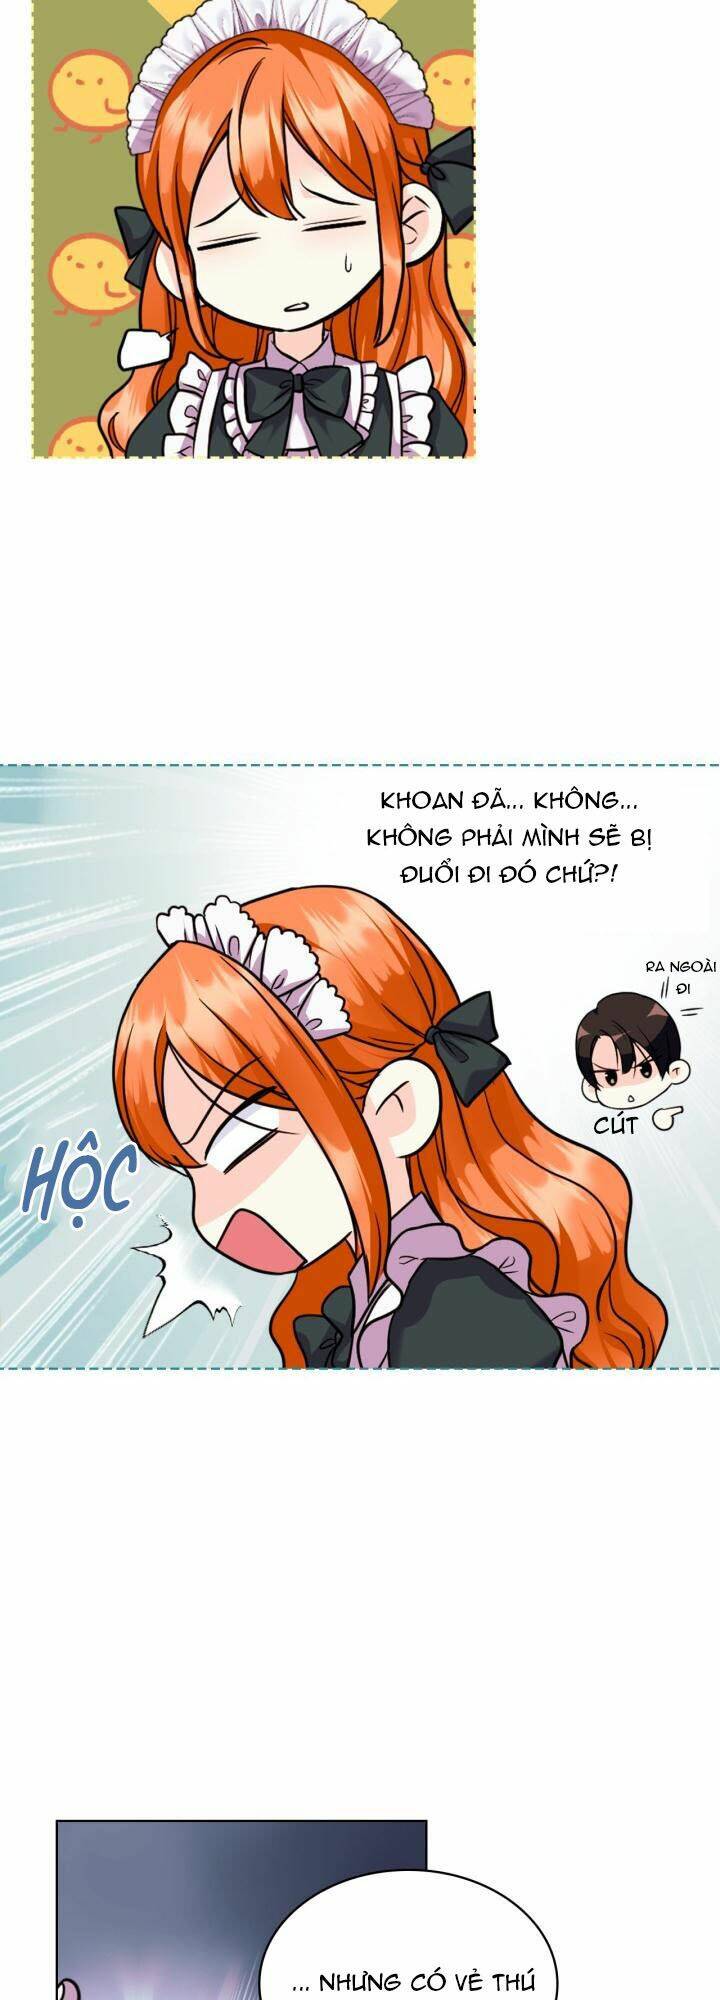 KHOAN ĐÃ... KHÔNG...
KHÔNG PHẢI MÌNH SẼ BỊ
ĐUỔI ĐI ĐÓ CHỨ?!
RA NGOÀI
ĐI
CÚT
HỘC
... NHƯNG CÓ VẺ THÚ